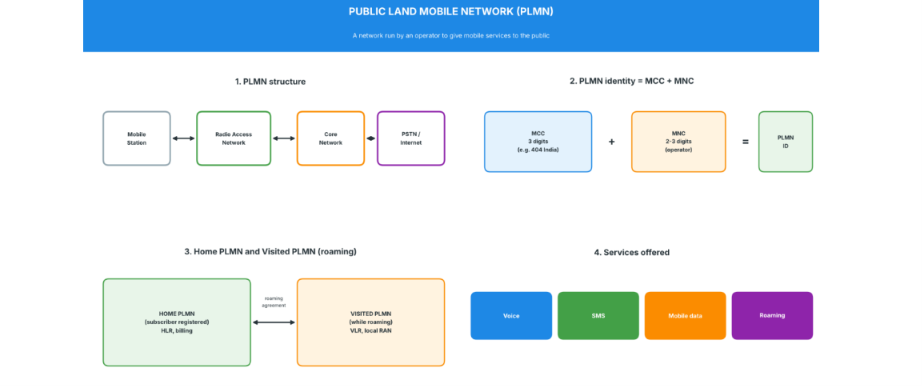 PUBLIC LAND MOBILE NETWORK (PLMN)
A network run by an operator to give mobile services to the public
1. PLMN structure
Mobile
Station
Radio Access
Network
Core
Network
PSTN /
Internet
2. PLMN identity = MCC + MNC
MCC
3 digits
(e.g. 404 India)
+
MNC
2-3 digits
(operator)
=
PLMN
ID
3. Home PLMN and Visited PLMN (roaming)
HOME PLMN
(subscriber registered)
HLR, billing
roaming
agreement
VISITED PLMN
(while roaming)
VLR, local RAN
4. Services offered
Voice
SMS
Mobile data
Roaming